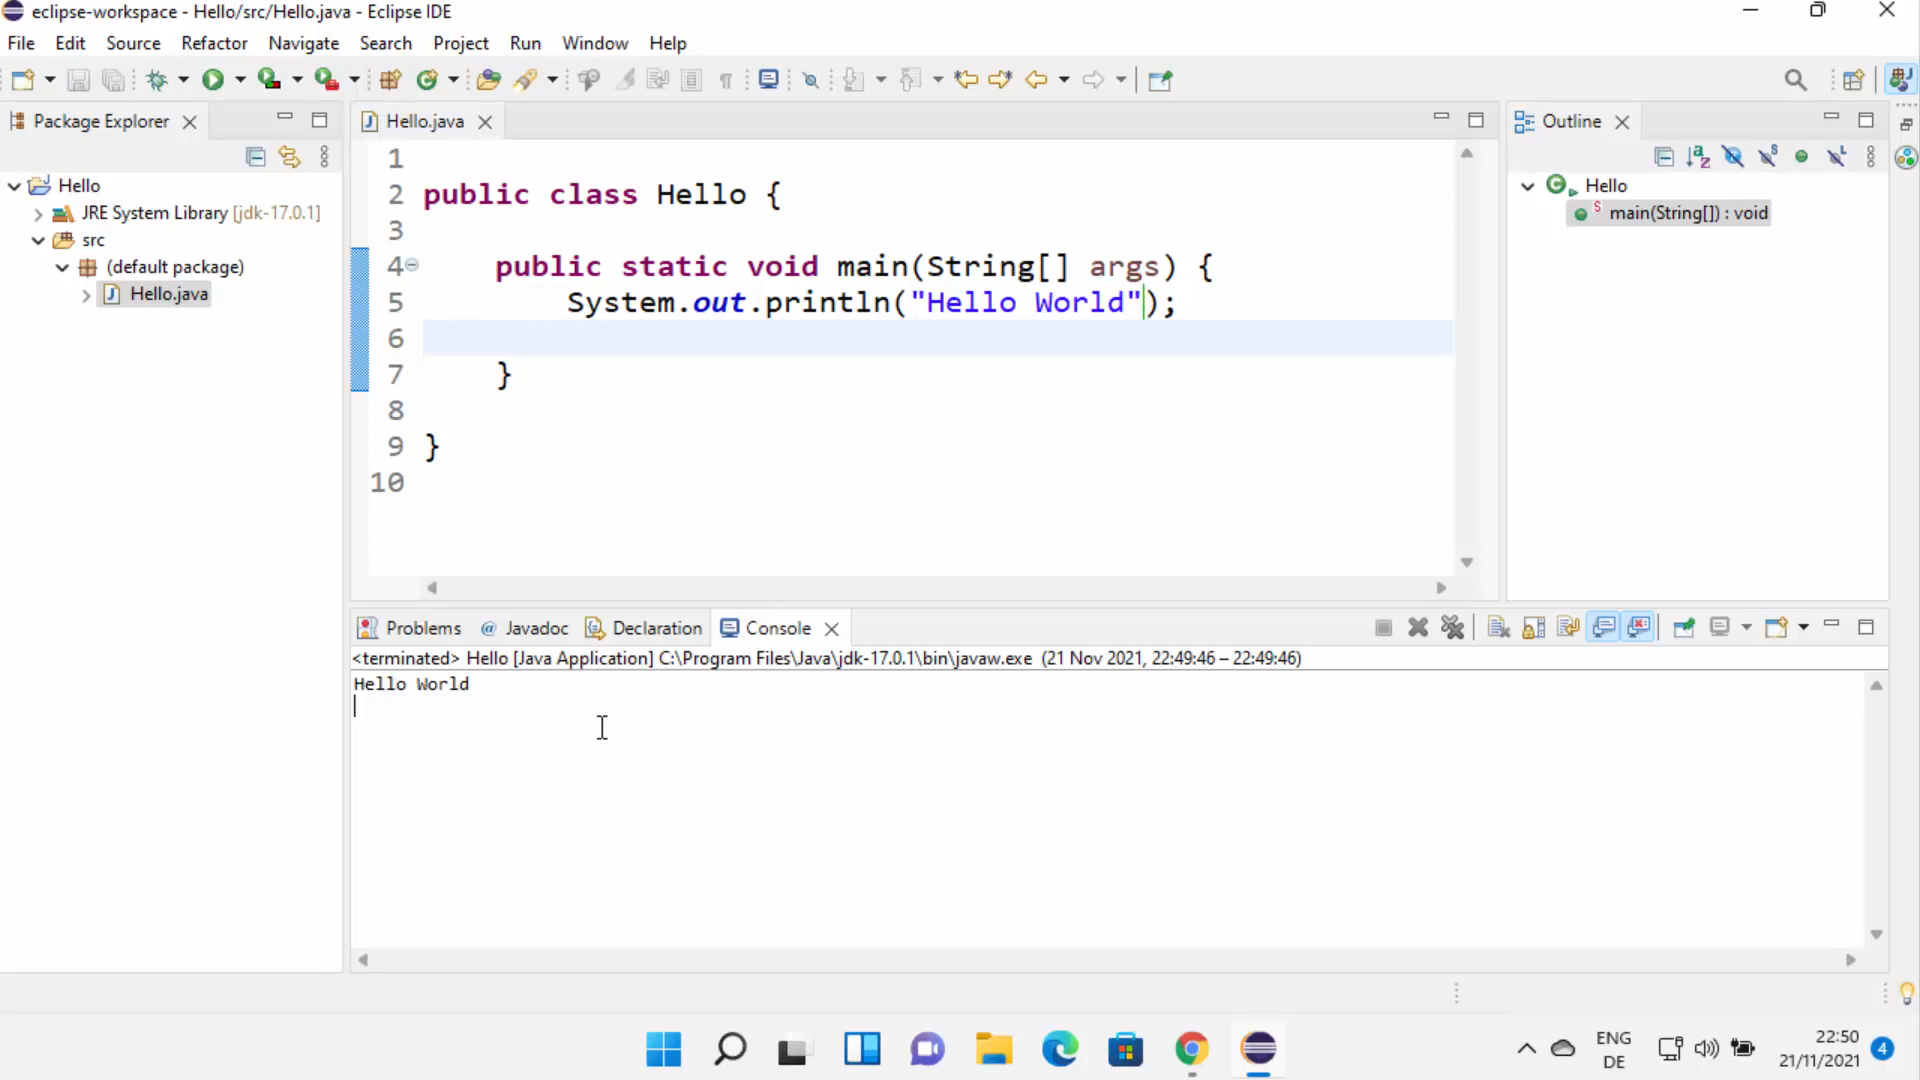 eclipse-workspace - Hello/src/Hello.java - Eclipse IDE
File Edit Source Refactor Navigate Search Project Run Window Help
Package Explorer
Hello.java
Outline
Hello
JRE System Library [jdk-17.0.1]
src
(default package)
Hello.java
1
2 public class Hello {
3
4 public static void main(String[] args) {
5 System.out.println("Hello World");
6
7 }
8
9 }
10
Hello
main(String[]) : void
Problems @ Javadoc Declaration Console
<terminated> Hello [Java Application] C:\Program Files\Java\jdk-17.0.1\bin\javaw.exe (21 Nov 2021, 22:49:46 – 22:49:46)
Hello World
ENG
DE
22:50
21/11/2021
4